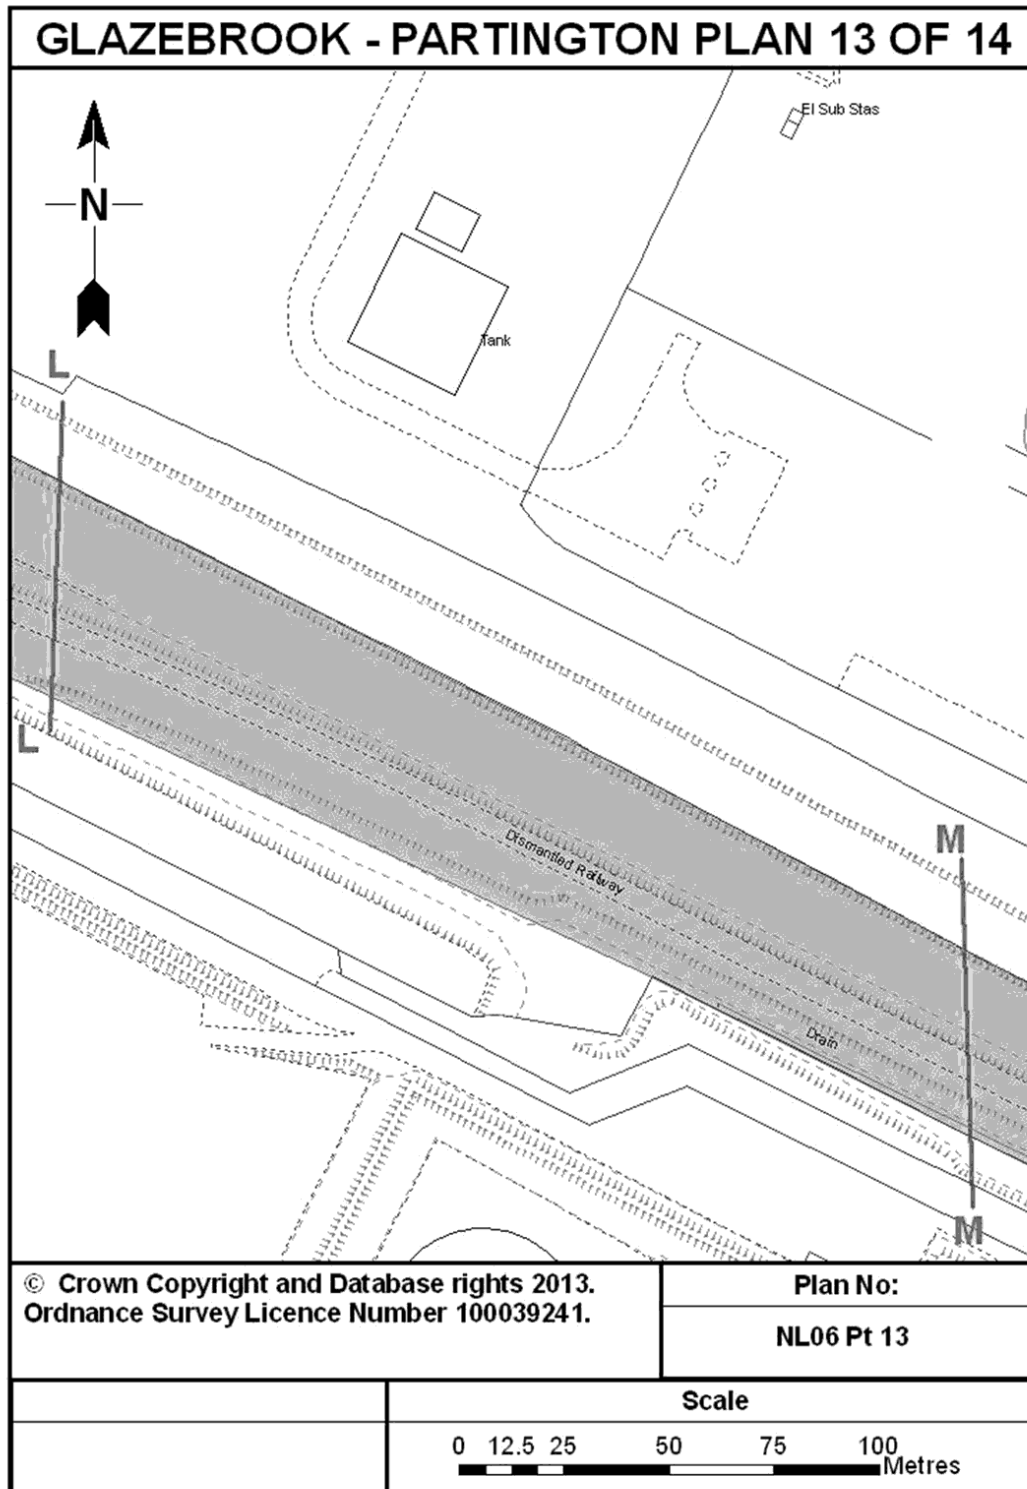 GLAZEBROOK - PARTINGTON PLAN 13 OF 14
El Sub Stas
N
Tank
L
L
M
Dismantled Railway
Drain
M
© Crown Copyright and Database rights 2013.
Ordnance Survey Licence Number 100039241.
Plan No:
NL06 Pt 13
Scale
0 12.5 25 50 75 100
Metres